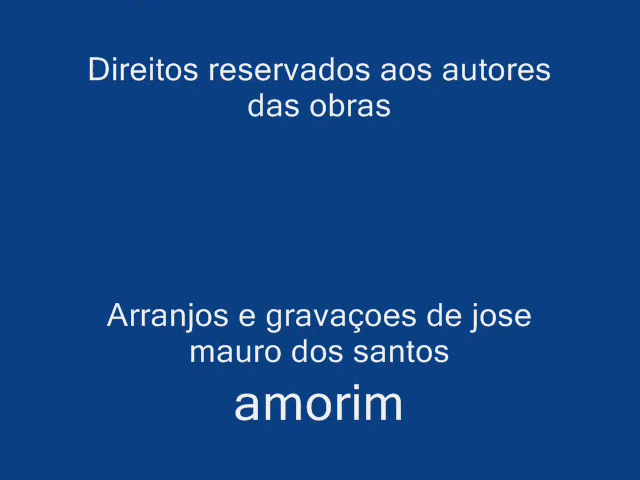 Direitos reservados aos autores
das obras
Arranjos e gravaçoes de jose
mauro dos santos
amorim